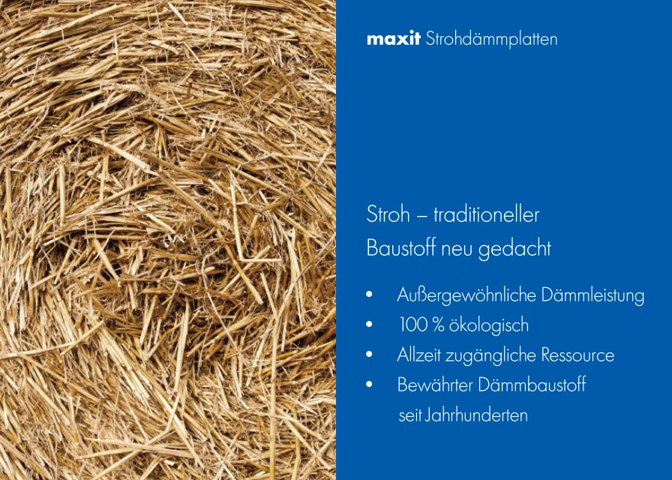 maxit Strohdämmplatten
Stroh – traditioneller
Baustoff neu gedacht
• Außergewöhnliche Dämmleistung
• 100 % ökologisch
• Allzeit zugängliche Ressource
• Bewährter Dämmbaustoff
seit Jahrhunderten